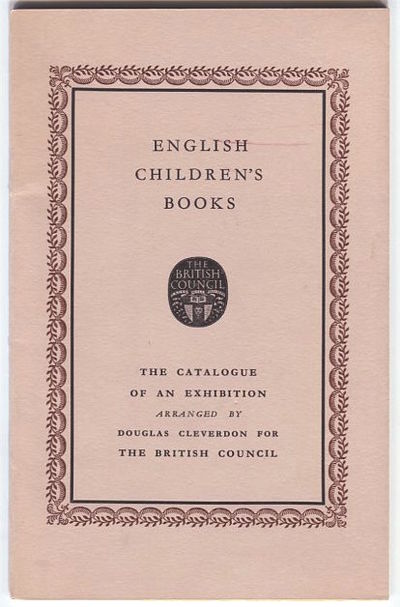 ENGLISH
CHILDREN'S
BOOKS
THE
BRITISH
COUNCIL
THE CATALOGUE
OF AN EXHIBITION
ARRANGED BY
DOUGLAS CLEVERDON FOR
THE BRITISH COUNCIL